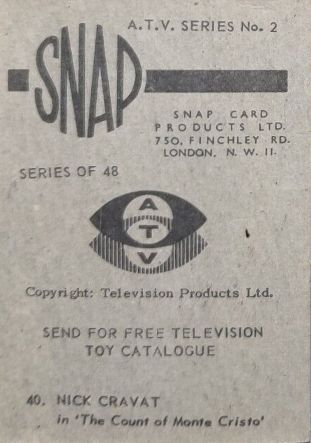 A.T.V. SERIES No. 2
SNAP
SNAP CARD
PRODUCTS LTD.
750, FINCHLEY RD.
LONDON, N. W. 11.
SERIES OF 48
A
T
V
Copyright: Television Products Ltd.
SEND FOR FREE TELEVISION
TOY CATALOGUE
40. NICK CRAVAT
in 'The Count of Monte Cristo'